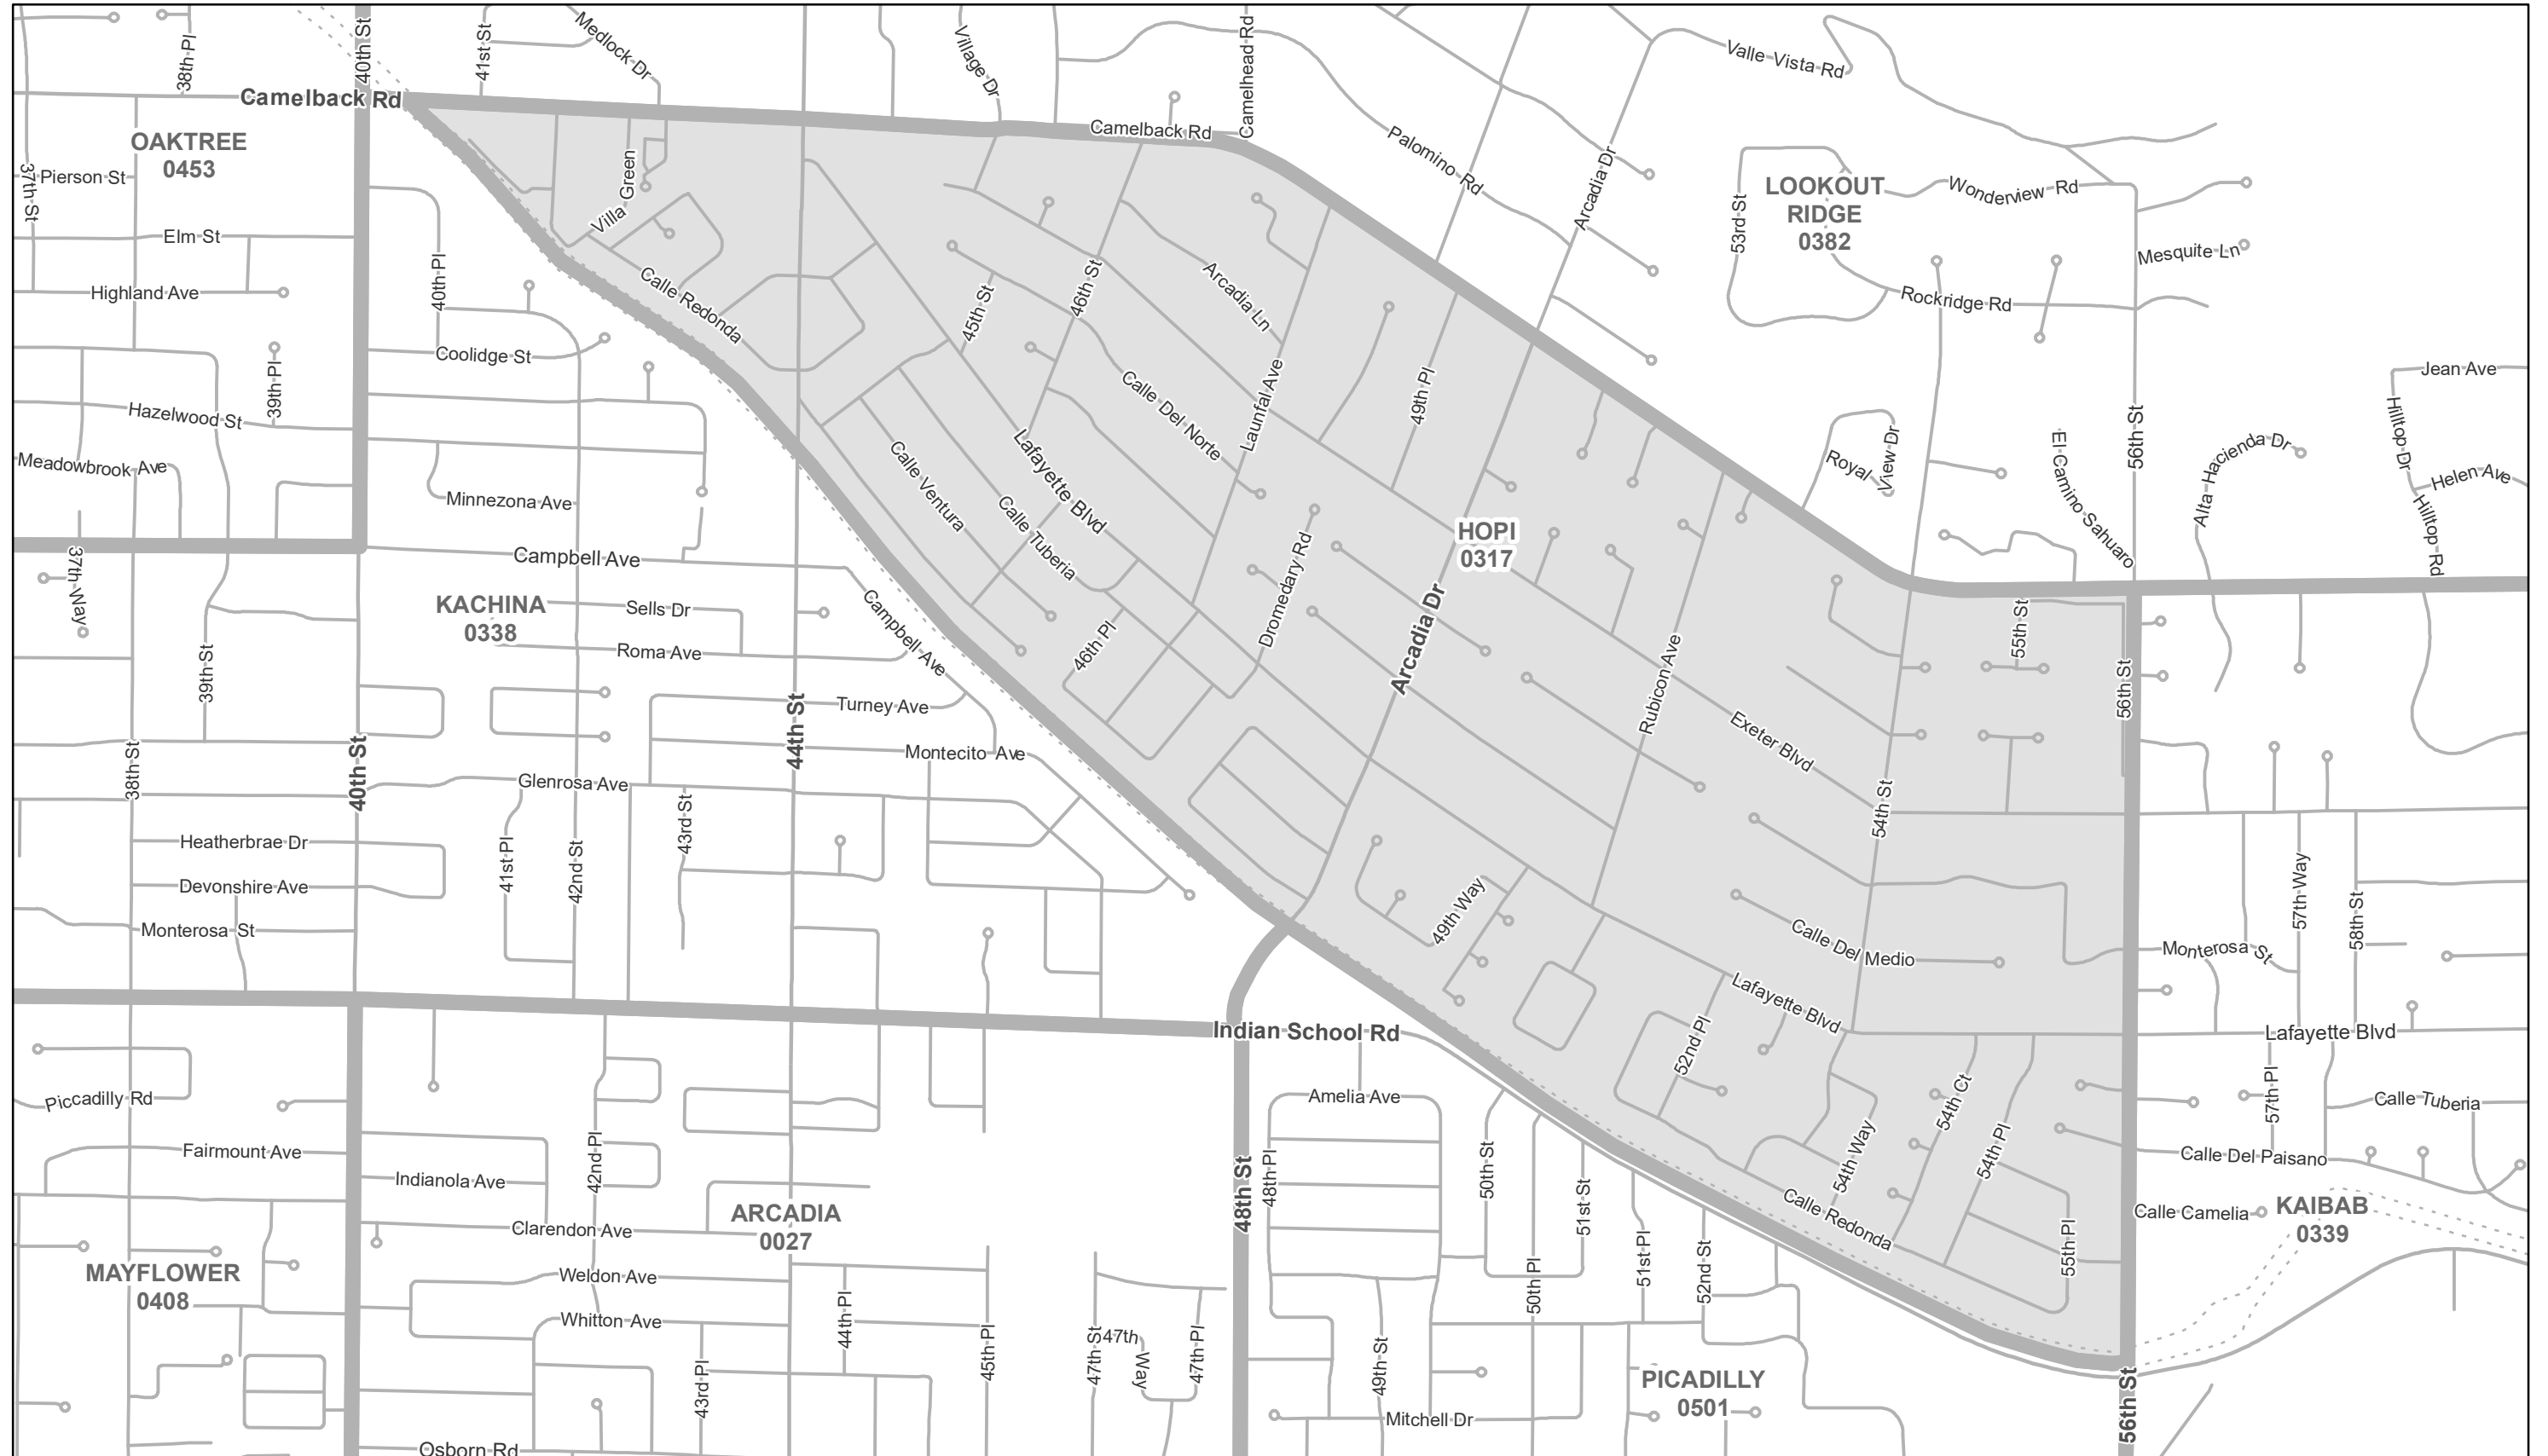 38th Pl
40th St
41st St
Medlock Dr
Village Dr
Camelhead Rd
Valle Vista Rd
Camelback Rd
Camelback Rd
OAKTREE
0453
37th St
Pierson St
Villa Green
Palomino Rd
Arcadia Dr
53rd St
LOOKOUT
RIDGE
0382
Wonderview Rd
Mesquite Ln
Elm St
Highland Ave
40th Pl
Calle Redonda
45th St
46th St
Arcadia Ln
Rockridge Rd
Coolidge St
39th Pl
Hazelwood St
Meadowbrook Ave
Minnezona Ave
Calle Del Norte
Launfal Ave
49th Pl
Jean Ave
Hilltop Dr
Helen Ave
Hilltop Rd
Royal View Dr
El Camino Sahuaro
56th St
Alta Hacienda Dr
Calle Ventura
Lafayette Blvd
Calle Tuberia
HOPI
0317
37th Way
Campbell Ave
Campbell Ave
KACHINA
0338
Sells Dr
Roma Ave
46th Pl
Dromedary Rd
Arcadia Dr
Rubicon Ave
Exeter Blvd
55th St
56th St
39th St
38th St
40th St
44th St
Turney Ave
Montecito Ave
Glenrosa Ave
54th St
Heatherbrae Dr
Devonshire Ave
Monterosa St
41st Pl
42nd St
43rd St
49th Way
Calle Del Medio
Lafayette Blvd
Monterosa St
57th Way
58th St
Lafayette Blvd
Indian School Rd
52nd Pl
54th Ct
54th Pl
54th Way
57th Pl
Calle Tuberia
Calle Del Paisano
Calle Camelia
KAIBAB
0339
Piccadilly Rd
Fairmount Ave
Indianola Ave
42nd Pl
Clarendon Ave
ARCADIA
0027
48th St
48th Pl
Amelia Ave
50th St
51st St
51st Pl
52nd St
50th Pl
Calle Redonda
55th Pl
MAYFLOWER
0408
Weldon Ave
Whitton Ave
44th Pl
43rd Pl
45th Pl
47th St
47th Way
47th Pl
49th St
Mitchell Dr
PICADILLY
0501
56th St
Osborn Rd